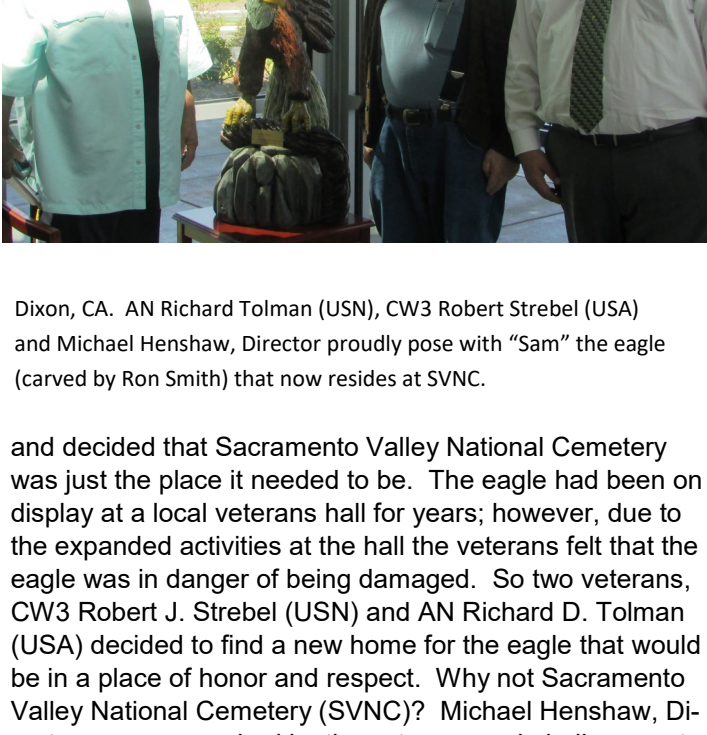 Dixon, CA.  AN Richard Tolman (USN), CW3 Robert Strebel (USA)
and Michael Henshaw, Director proudly pose with “Sam” the eagle
(carved by Ron Smith) that now resides at SVNC.
and decided that Sacramento Valley National Cemetery
was just the place it needed to be.  The eagle had been on
display at a local veterans hall for years; however, due to
the expanded activities at the hall the veterans felt that the
eagle was in danger of being damaged.  So two veterans,
CW3 Robert J. Strebel (USN) and AN Richard D. Tolman
(USA) decided to find a new home for the eagle that would
be in a place of honor and respect.  Why not Sacramento
Valley National Cemetery (SVNC)?  Michael Henshaw, Di-